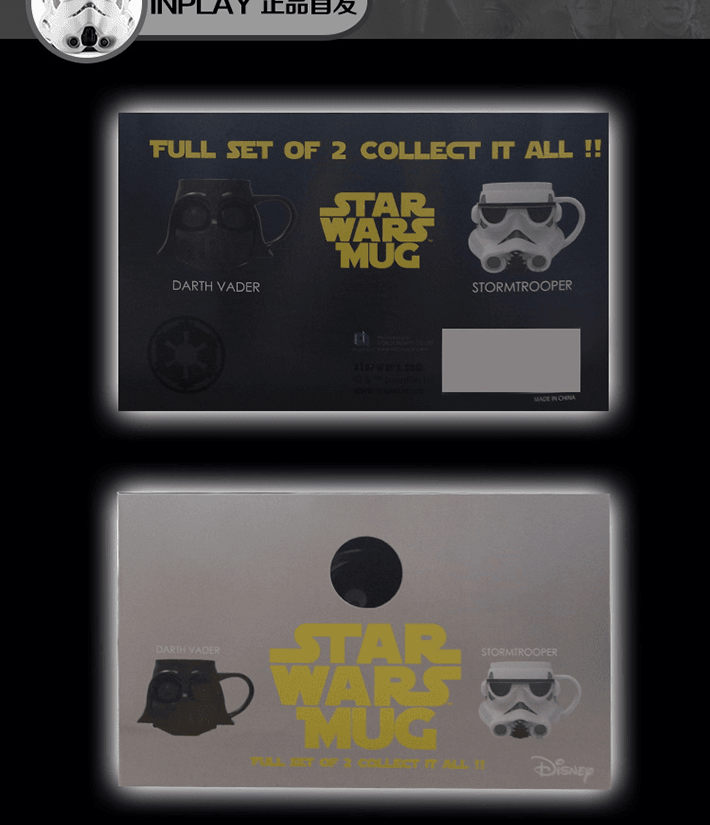 INPLAY 正品首发
FULL SET OF 2 COLLECT IT ALL !!
STAR
WARS
MUG
DARTH VADER
STORMTROOPER
MADE IN CHINA
DARTH VADER
STORMTROOPER
STAR
WARS
MUG
FULL SET OF 2 COLLECT IT ALL !!
Disney